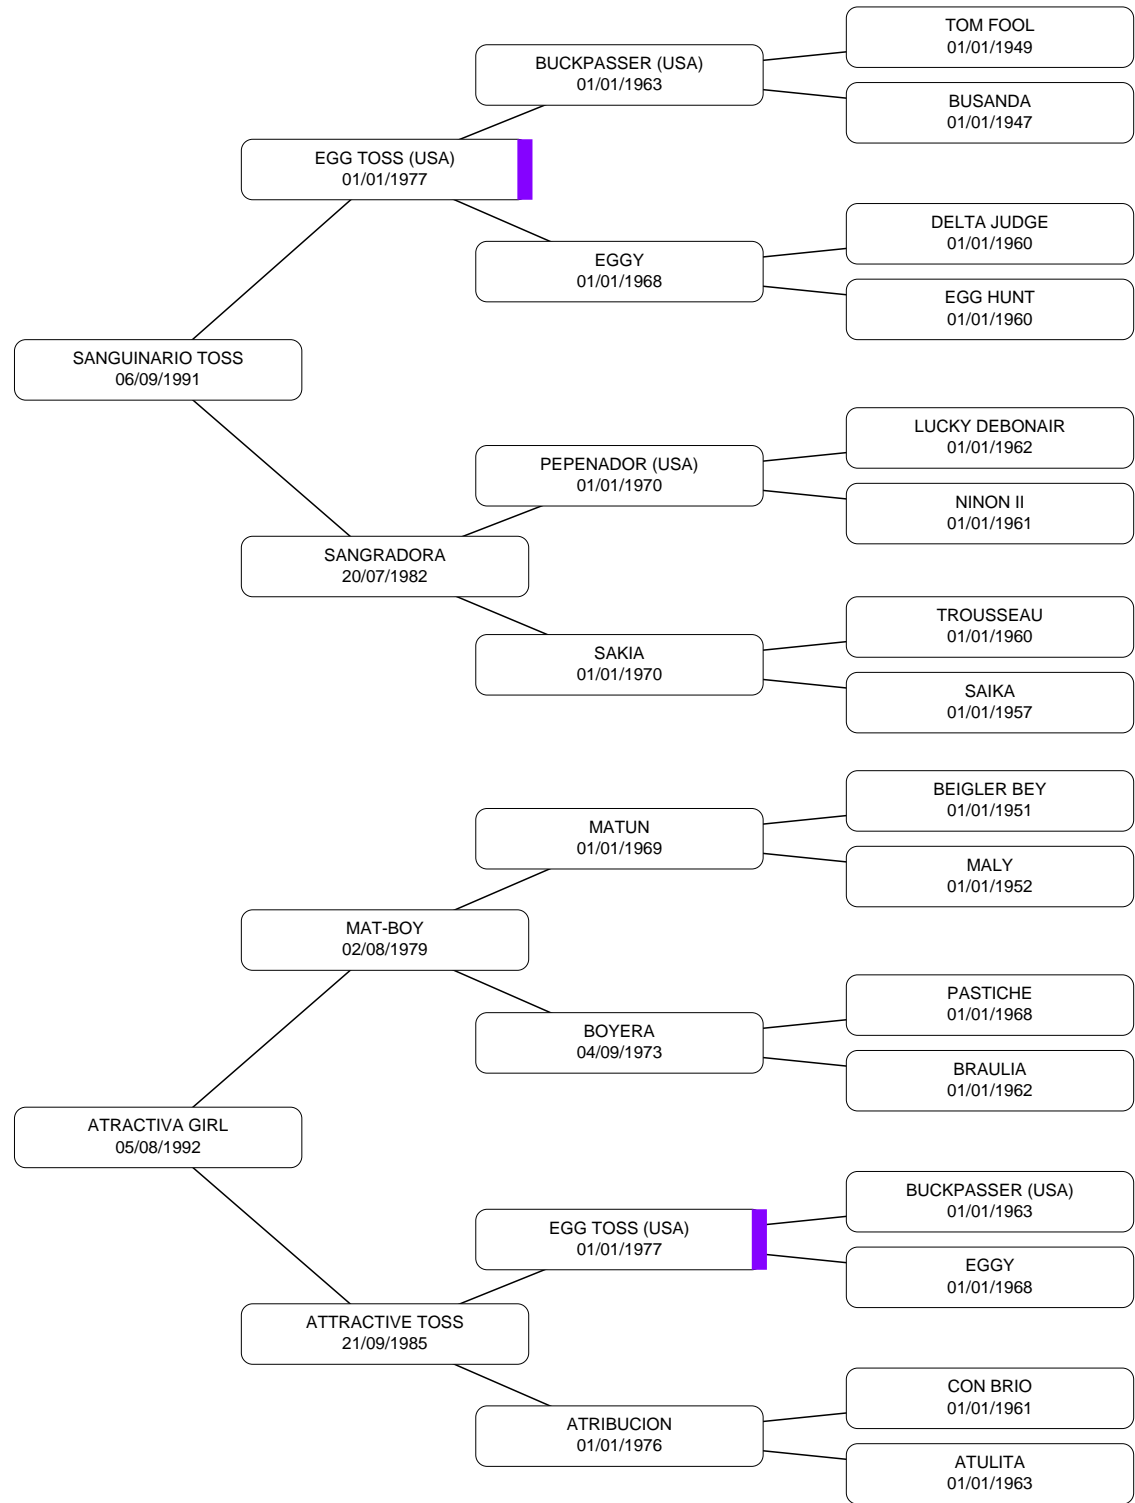 TOM FOOL
01/01/1949
BUCKPASSER (USA)
01/01/1963
BUSANDA
01/01/1947
EGG TOSS (USA)
01/01/1977
DELTA JUDGE
01/01/1960
EGGY
01/01/1968
EGG HUNT
01/01/1960
SANGUINARIO TOSS
06/09/1991
LUCKY DEBONAIR
01/01/1962
PEPENADOR (USA)
01/01/1970
NINON II
01/01/1961
SANGRADORA
20/07/1982
TROUSSEAU
01/01/1960
SAKIA
01/01/1970
SAIKA
01/01/1957
BEIGLER BEY
01/01/1951
MATUN
01/01/1969
MALY
01/01/1952
MAT-BOY
02/08/1979
PASTICHE
01/01/1968
BOYERA
04/09/1973
BRAULIA
01/01/1962
ATRACTIVA GIRL
05/08/1992
BUCKPASSER (USA)
01/01/1963
EGG TOSS (USA)
01/01/1977
EGGY
01/01/1968
ATTRACTIVE TOSS
21/09/1985
CON BRIO
01/01/1961
ATRIBUCION
01/01/1976
ATULITA
01/01/1963